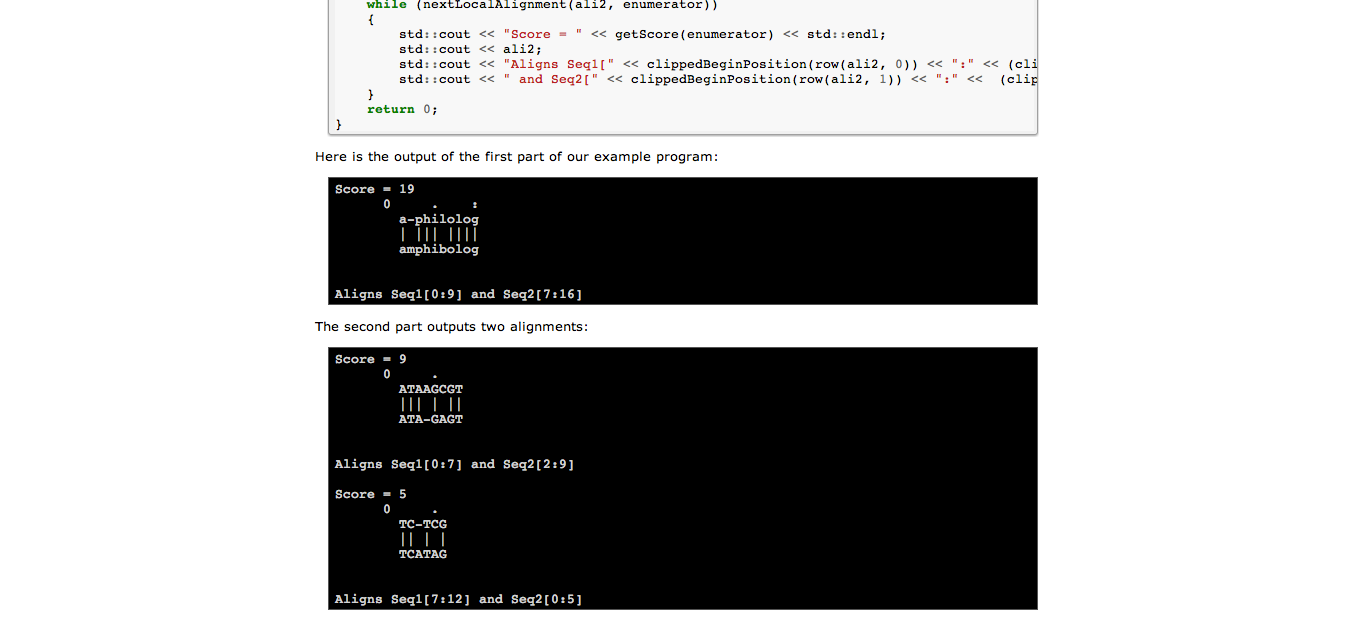 while (nextLocalAlignment(ali2, enumerator))
{
std::cout << "Score = " << getScore(enumerator) << std::endl;
std::cout << ali2;
std::cout << "Aligns Seq1[" << clippedBeginPosition(row(ali2, 0)) << ":" << (cli
std::cout << " and Seq2[" << clippedBeginPosition(row(ali2, 1)) << ":" <<  (clip
}
return 0;
}
Here is the output of the first part of our example program:
Score = 19
0     .    :
a-philolog
| ||| ||||
amphibolog
Aligns Seq1[0:9] and Seq2[7:16]
The second part outputs two alignments:
Score = 9
0     .
ATAAGCGT
||| | ||
ATA-GAGT
Aligns Seq1[0:7] and Seq2[2:9]
Score = 5
0     .
TC-TCG
|| | |
TCATAG
Aligns Seq1[7:12] and Seq2[0:5]